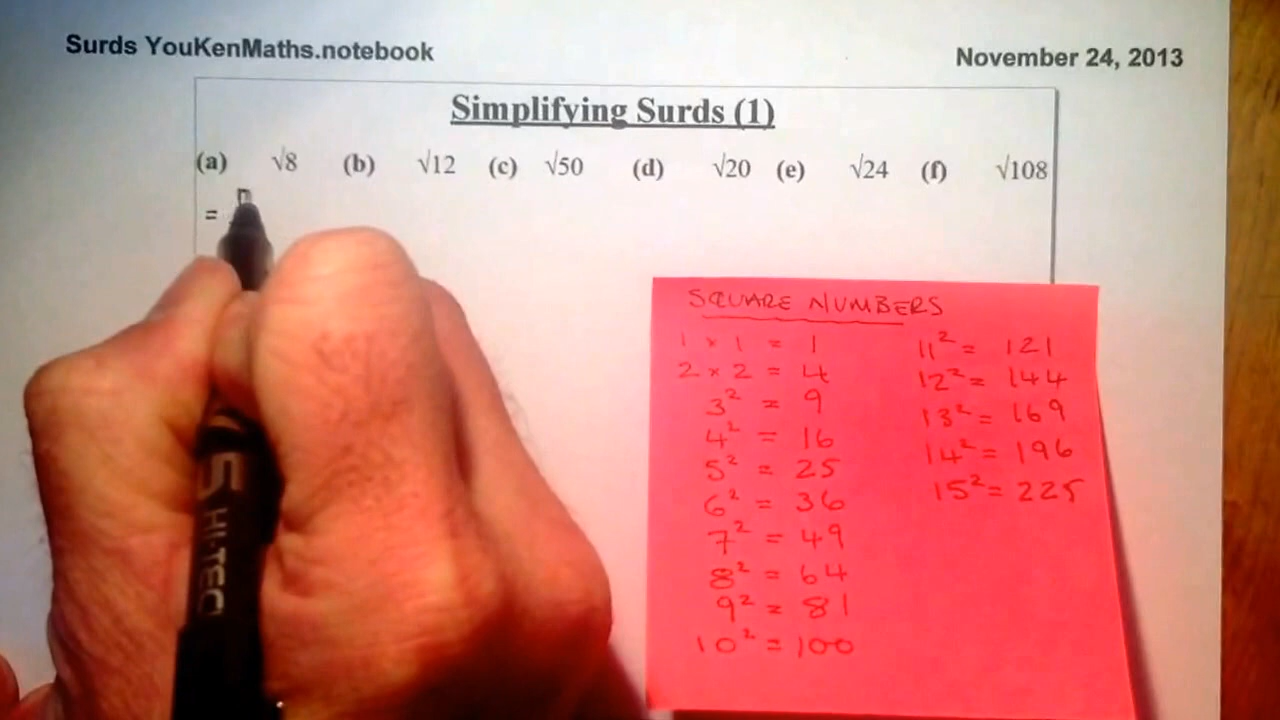 Surds YouKenMaths.notebook
November 24, 2013
Simplifying Surds (1)
(a) √8 (b) √12 (c) √50 (d) √20 (e) √24 (f) √108
=
SQUARE NUMBERS
1 × 1 = 1
2 × 2 = 4
3² = 9
4² = 16
5² = 25
6² = 36
7² = 49
8² = 64
9² = 81
10² = 100
11² = 121
12² = 144
13² = 169
14² = 196
15² = 225
HI-TEC